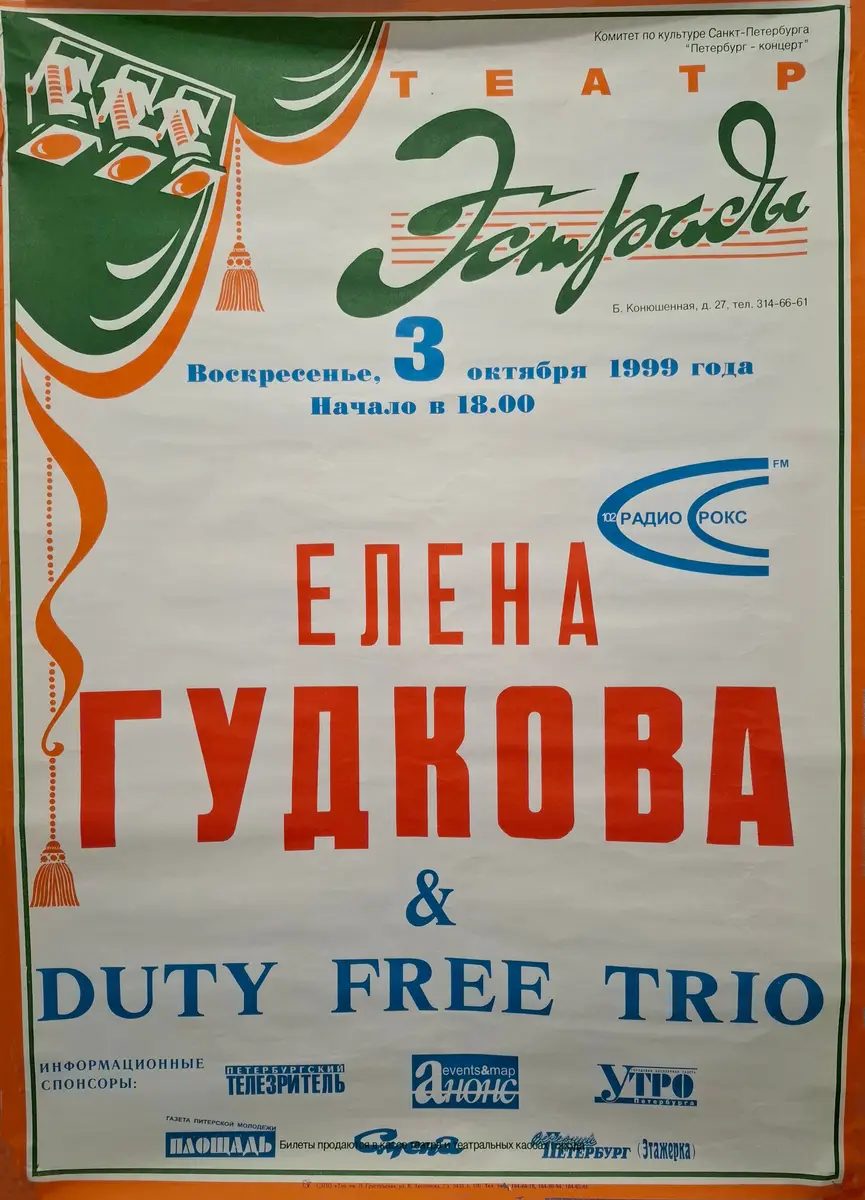 Комитет по культуре Санкт-Петербурга
"Петербург - концерт"
ТЕАТР
Эстрады
Б. Конюшенная, д. 27, тел. 314-66-61
Воскресенье, 3 октября 1999 года
Начало в 18.00
FM
102 РАДИО РОКС
ЕЛЕНА
ГУДКОВА
&
DUTY FREE TRIO
ИНФОРМАЦИОННЫЕ
СПОНСОРЫ:
ПЕТЕРБУРГСКИЙ
ТЕЛЕЗРИТЕЛЬ
events&map
анонс
УТРО
Петербурга
ГАЗЕТА ПИТЕРСКОЙ МОЛОДЕЖИ
ПЛОЩАДЬ
Билеты продаются в кассе театра и театральных кассах города
Сцена
Вечерний
ПЕТЕРБУРГ
(Этажерка)